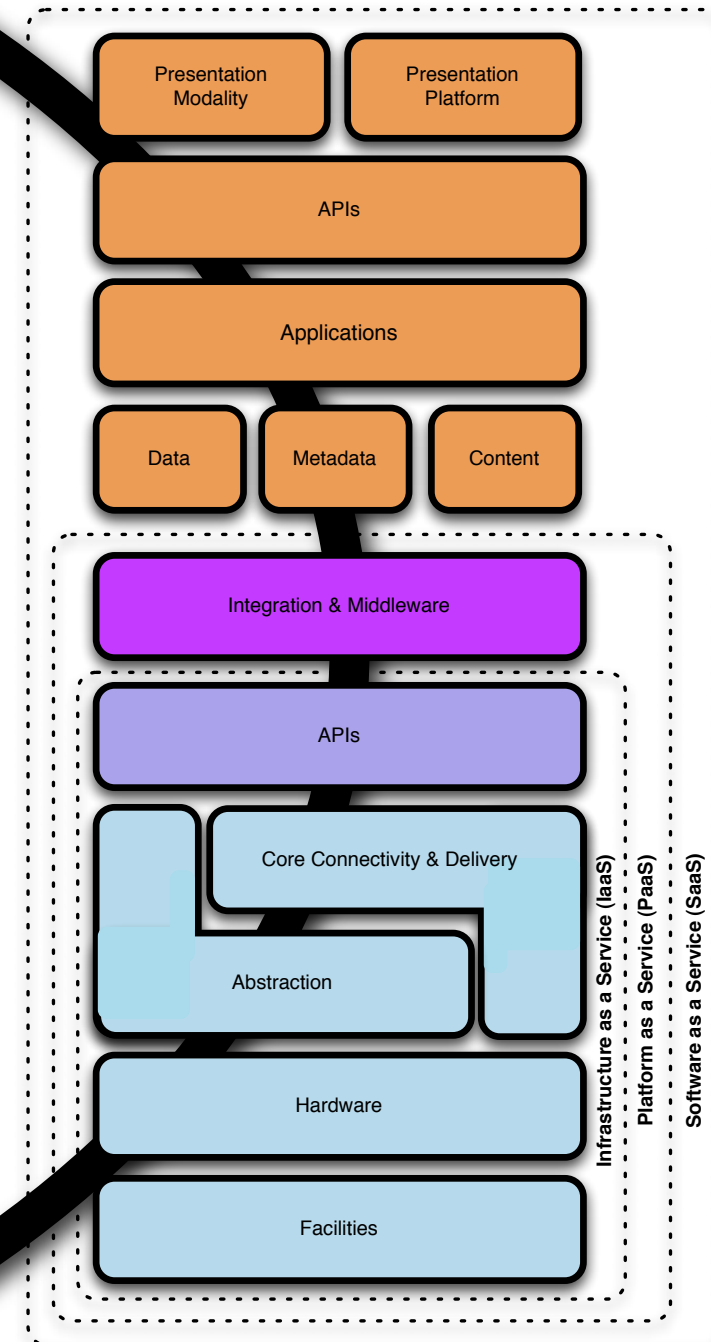 Presentation
Modality
Presentation
Platform
APIs
Applications
Data
Metadata
Content
Integration & Middleware
APIs
Core Connectivity & Delivery
Abstraction
Hardware
Facilities
Infrastructure as a Service (IaaS)
Platform as a Service (PaaS)
Software as a Service (SaaS)